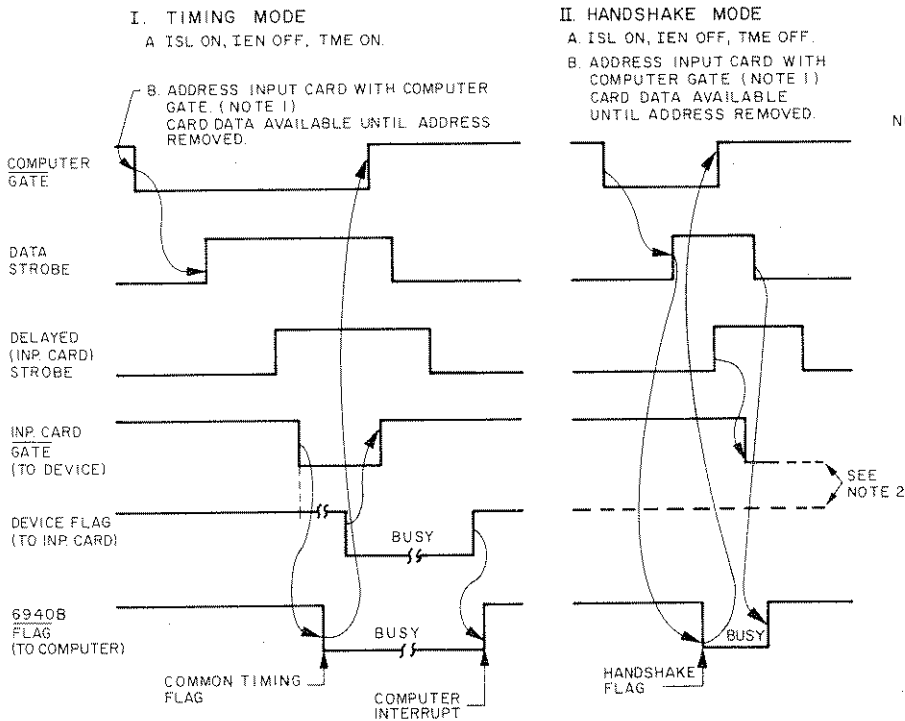 I. TIMING MODE
A. ISL ON, IEN OFF, TME ON.
B. ADDRESS INPUT CARD WITH COMPUTER
GATE. (NOTE 1)
CARD DATA AVAILABLE UNTIL ADDRESS
REMOVED.
II. HANDSHAKE MODE
A. ISL ON, IEN OFF, TME OFF.
B. ADDRESS INPUT CARD WITH
COMPUTER GATE (NOTE 1)
CARD DATA AVAILABLE
UNTIL ADDRESS REMOVED.
N
COMPUTER
GATE
DATA
STROBE
DELAYED
(INP. CARD)
STROBE
INP. CARD
GATE
(TO DEVICE)
SEE
NOTE 2
DEVICE FLAG
(TO INP. CARD)
BUSY
6940B
FLAG
(TO COMPUTER)
BUSY
BUSY
COMMON TIMING
FLAG
COMPUTER
INTERRUPT
HANDSHAKE
FLAG